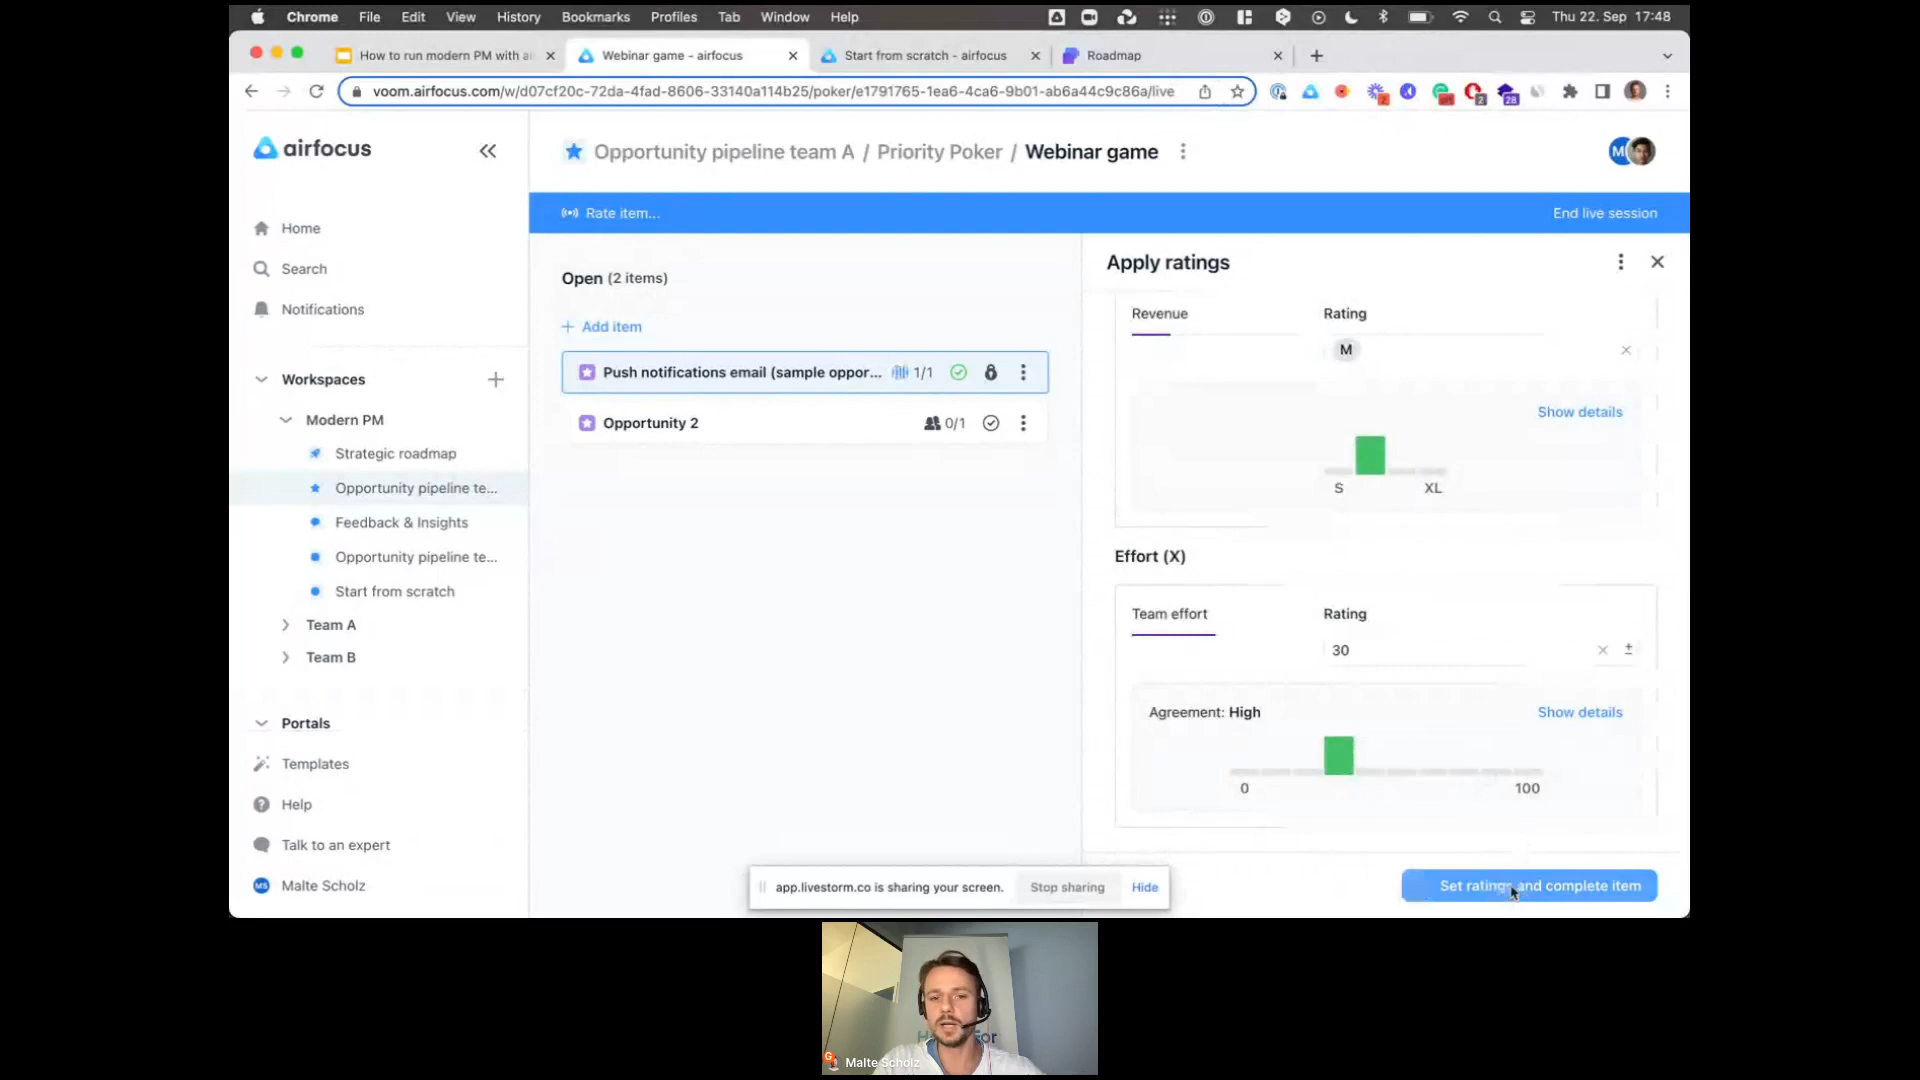 Chrome File Edit View History Bookmarks Profiles Tab Window Help Thu 22. Sep 17:48
How to run modern PM with ai
Webinar game - airfocus
Start from scratch - airfocus
Roadmap
voom.airfocus.com/w/d07cf20c-72da-4fad-8606-33140a114b25/poker/e1791765-1ea6-4ca6-9b01-ab6a44c9c86a/live
airfocus
Opportunity pipeline team A / Priority Poker / Webinar game
Rate item...
End live session
Home
Search
Notifications
Workspaces
Modern PM
Strategic roadmap
Opportunity pipeline te...
Feedback & Insights
Opportunity pipeline te...
Start from scratch
Team A
Team B
Portals
Templates
Help
Talk to an expert
MS Malte Scholz
Open (2 items)
+ Add item
Push notifications email (sample oppor... 1/1
Opportunity 2 0/1
Apply ratings
Revenue Rating
M
Show details
S XL
Effort (X)
Team effort Rating
30
Agreement: High Show details
0 100
Set ratings and complete item
app.livestorm.co is sharing your screen. Stop sharing Hide
Malte Scholz